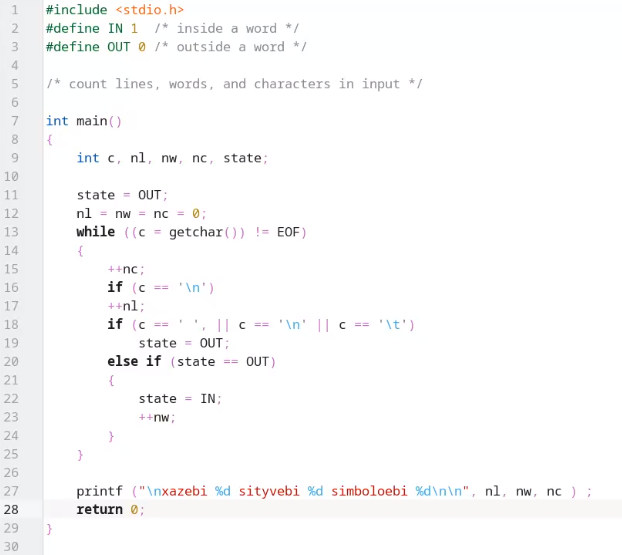 1 #include <stdio.h>
2 #define IN 1  /* inside a word */
3 #define OUT 0 /* outside a word */
4
5 /* count lines, words, and characters in input */
6
7 int main()
8 {
9     int c, nl, nw, nc, state;
10
11     state = OUT;
12     nl = nw = nc = 0;
13     while ((c = getchar()) != EOF)
14     {
15         ++nc;
16         if (c == '\n')
17         ++nl;
18         if (c == ' ', || c == '\n' || c == '\t')
19             state = OUT;
20         else if (state == OUT)
21         {
22             state = IN;
23             ++nw;
24         }
25     }
26
27     printf ("\nxazebi %d sityvebi %d simboloebi %d\n\n", nl, nw, nc ) ;
28     return 0;
29 }
30